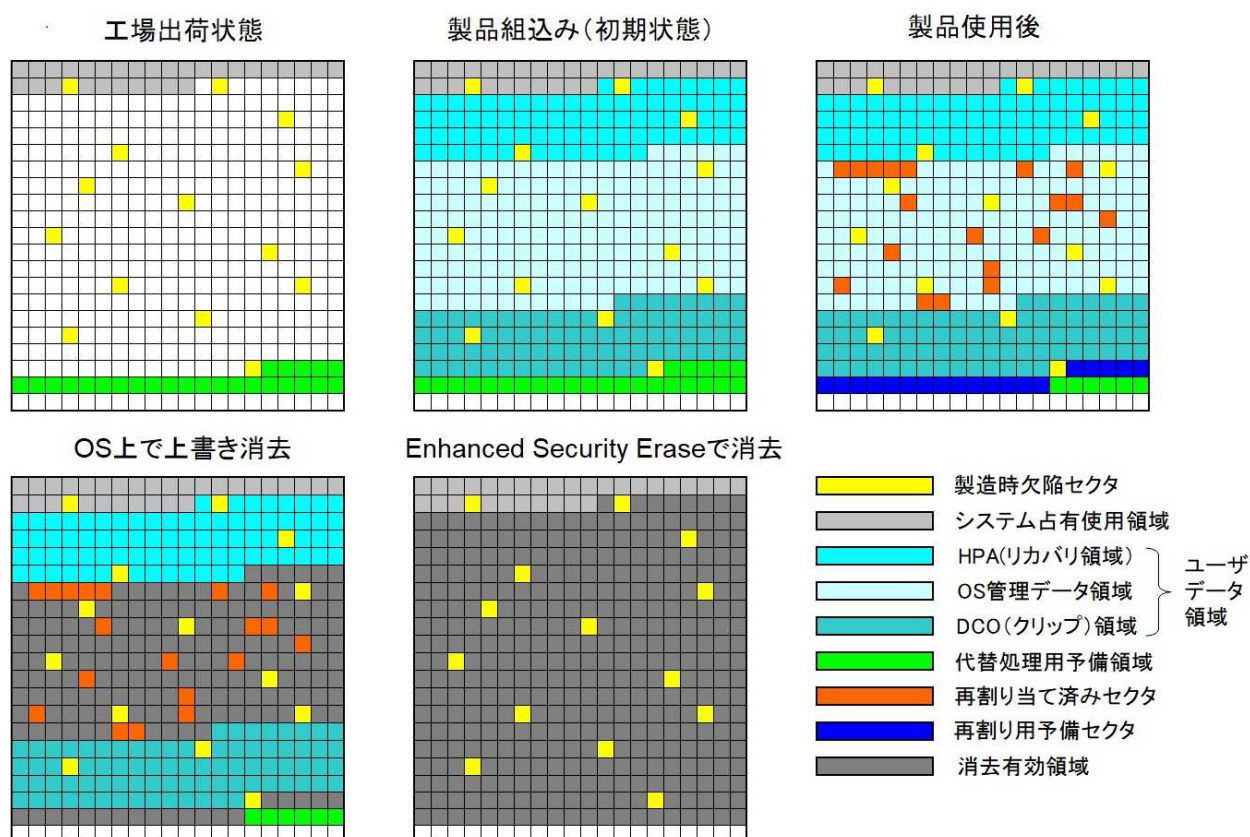 工場出荷状態
製品組込み(初期状態)
製品使用後
OS上で上書き消去
Enhanced Security Eraseで消去
製造時欠陥セクタ
システム占有使用領域
HPA(リカバリ領域)
OS管理データ領域
DCO(クリップ)領域
ユーザ
データ
領域
代替処理用予備領域
再割り当て済みセクタ
再割り用予備セクタ
消去有効領域